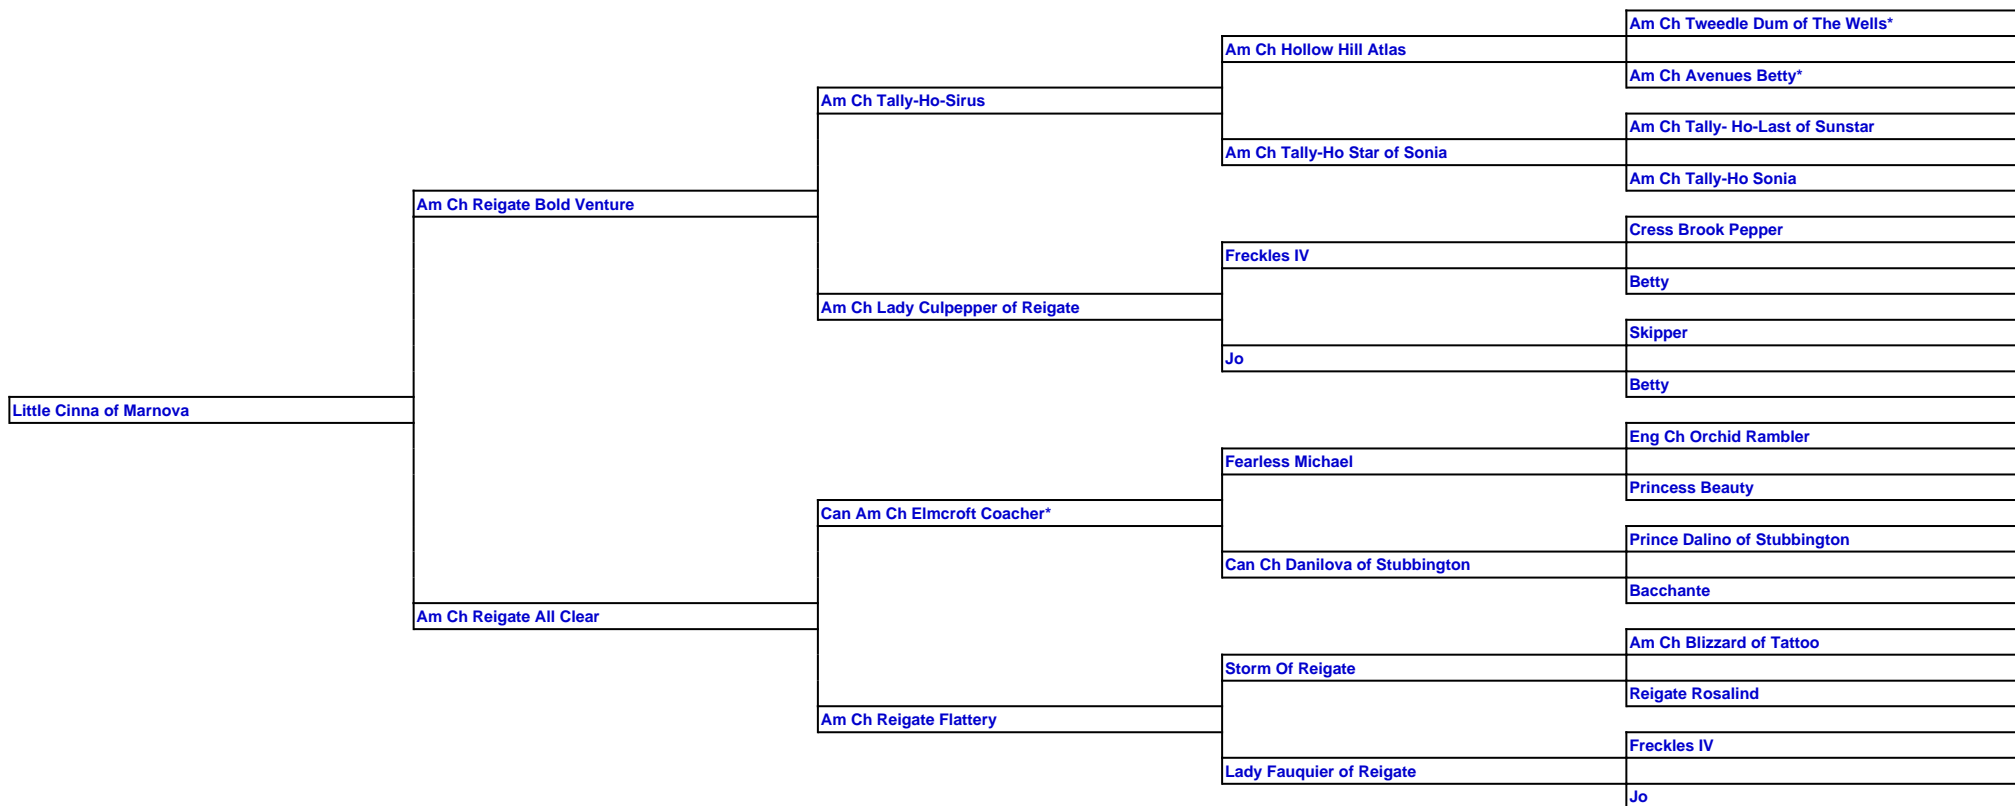 Am Ch Tweedle Dum of The Wells*
Am Ch Hollow Hill Atlas
Am Ch Avenues Betty*
Am Ch Tally-Ho-Sirus
Am Ch Tally- Ho-Last of Sunstar
Am Ch Tally-Ho Star of Sonia
Am Ch Tally-Ho Sonia
Am Ch Reigate Bold Venture
Cress Brook Pepper
Freckles IV
Betty
Am Ch Lady Culpepper of Reigate
Skipper
Jo
Betty
Little Cinna of Marnova
Eng Ch Orchid Rambler
Fearless Michael
Princess Beauty
Can Am Ch Elmcroft Coacher*
Prince Dalino of Stubbington
Can Ch Danilova of Stubbington
Bacchante
Am Ch Reigate All Clear
Am Ch Blizzard of Tattoo
Storm Of Reigate
Reigate Rosalind
Am Ch Reigate Flattery
Freckles IV
Lady Fauquier of Reigate
Jo